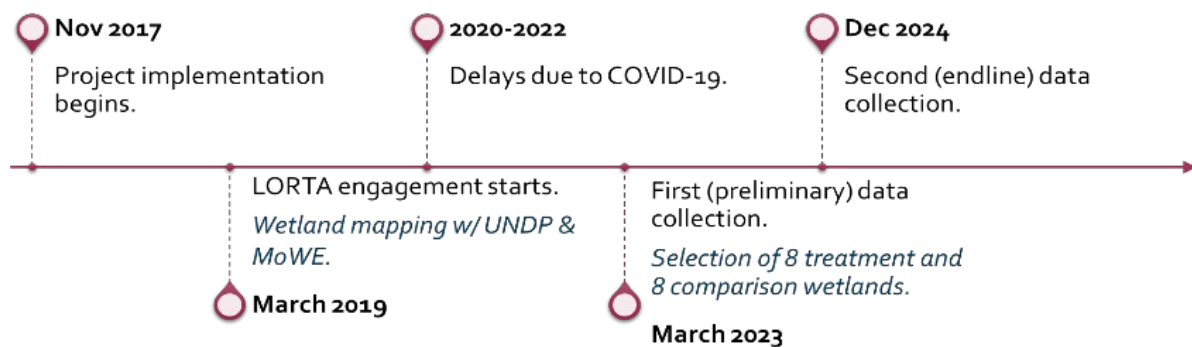 Nov 2017
Project implementation
begins.
LORTA engagement starts.
Wetland mapping w/ UNDP &
MoWE.
March 2019
2020-2022
Delays due to COVID-19.
First (preliminary) data
collection.
Selection of 8 treatment and
8 comparison wetlands.
March 2023
Dec 2024
Second (endline) data
collection.